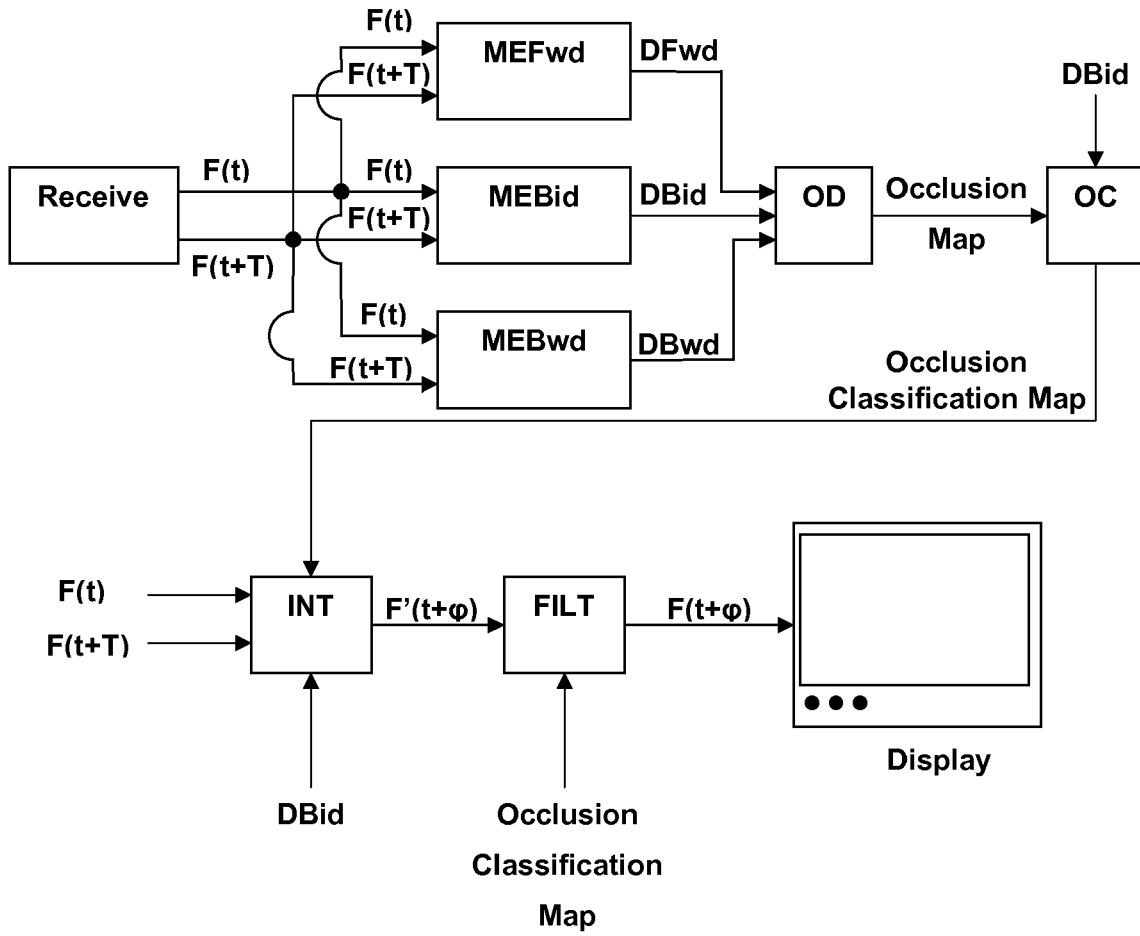 F(t)
MEFwd
DFwd
F(t+T)
DBid
F(t)
F(t)
MEBid
DBid
OD
Occlusion
OC
Receive
F(t+T)
Map
F(t+T)
F(t)
MEBwd
DBwd
F(t+T)
Occlusion
Classification Map
F(t)
INT
F'(t+φ)
FILT
F(t+φ)
F(t+T)
Display
DBid
Occlusion
Classification
Map